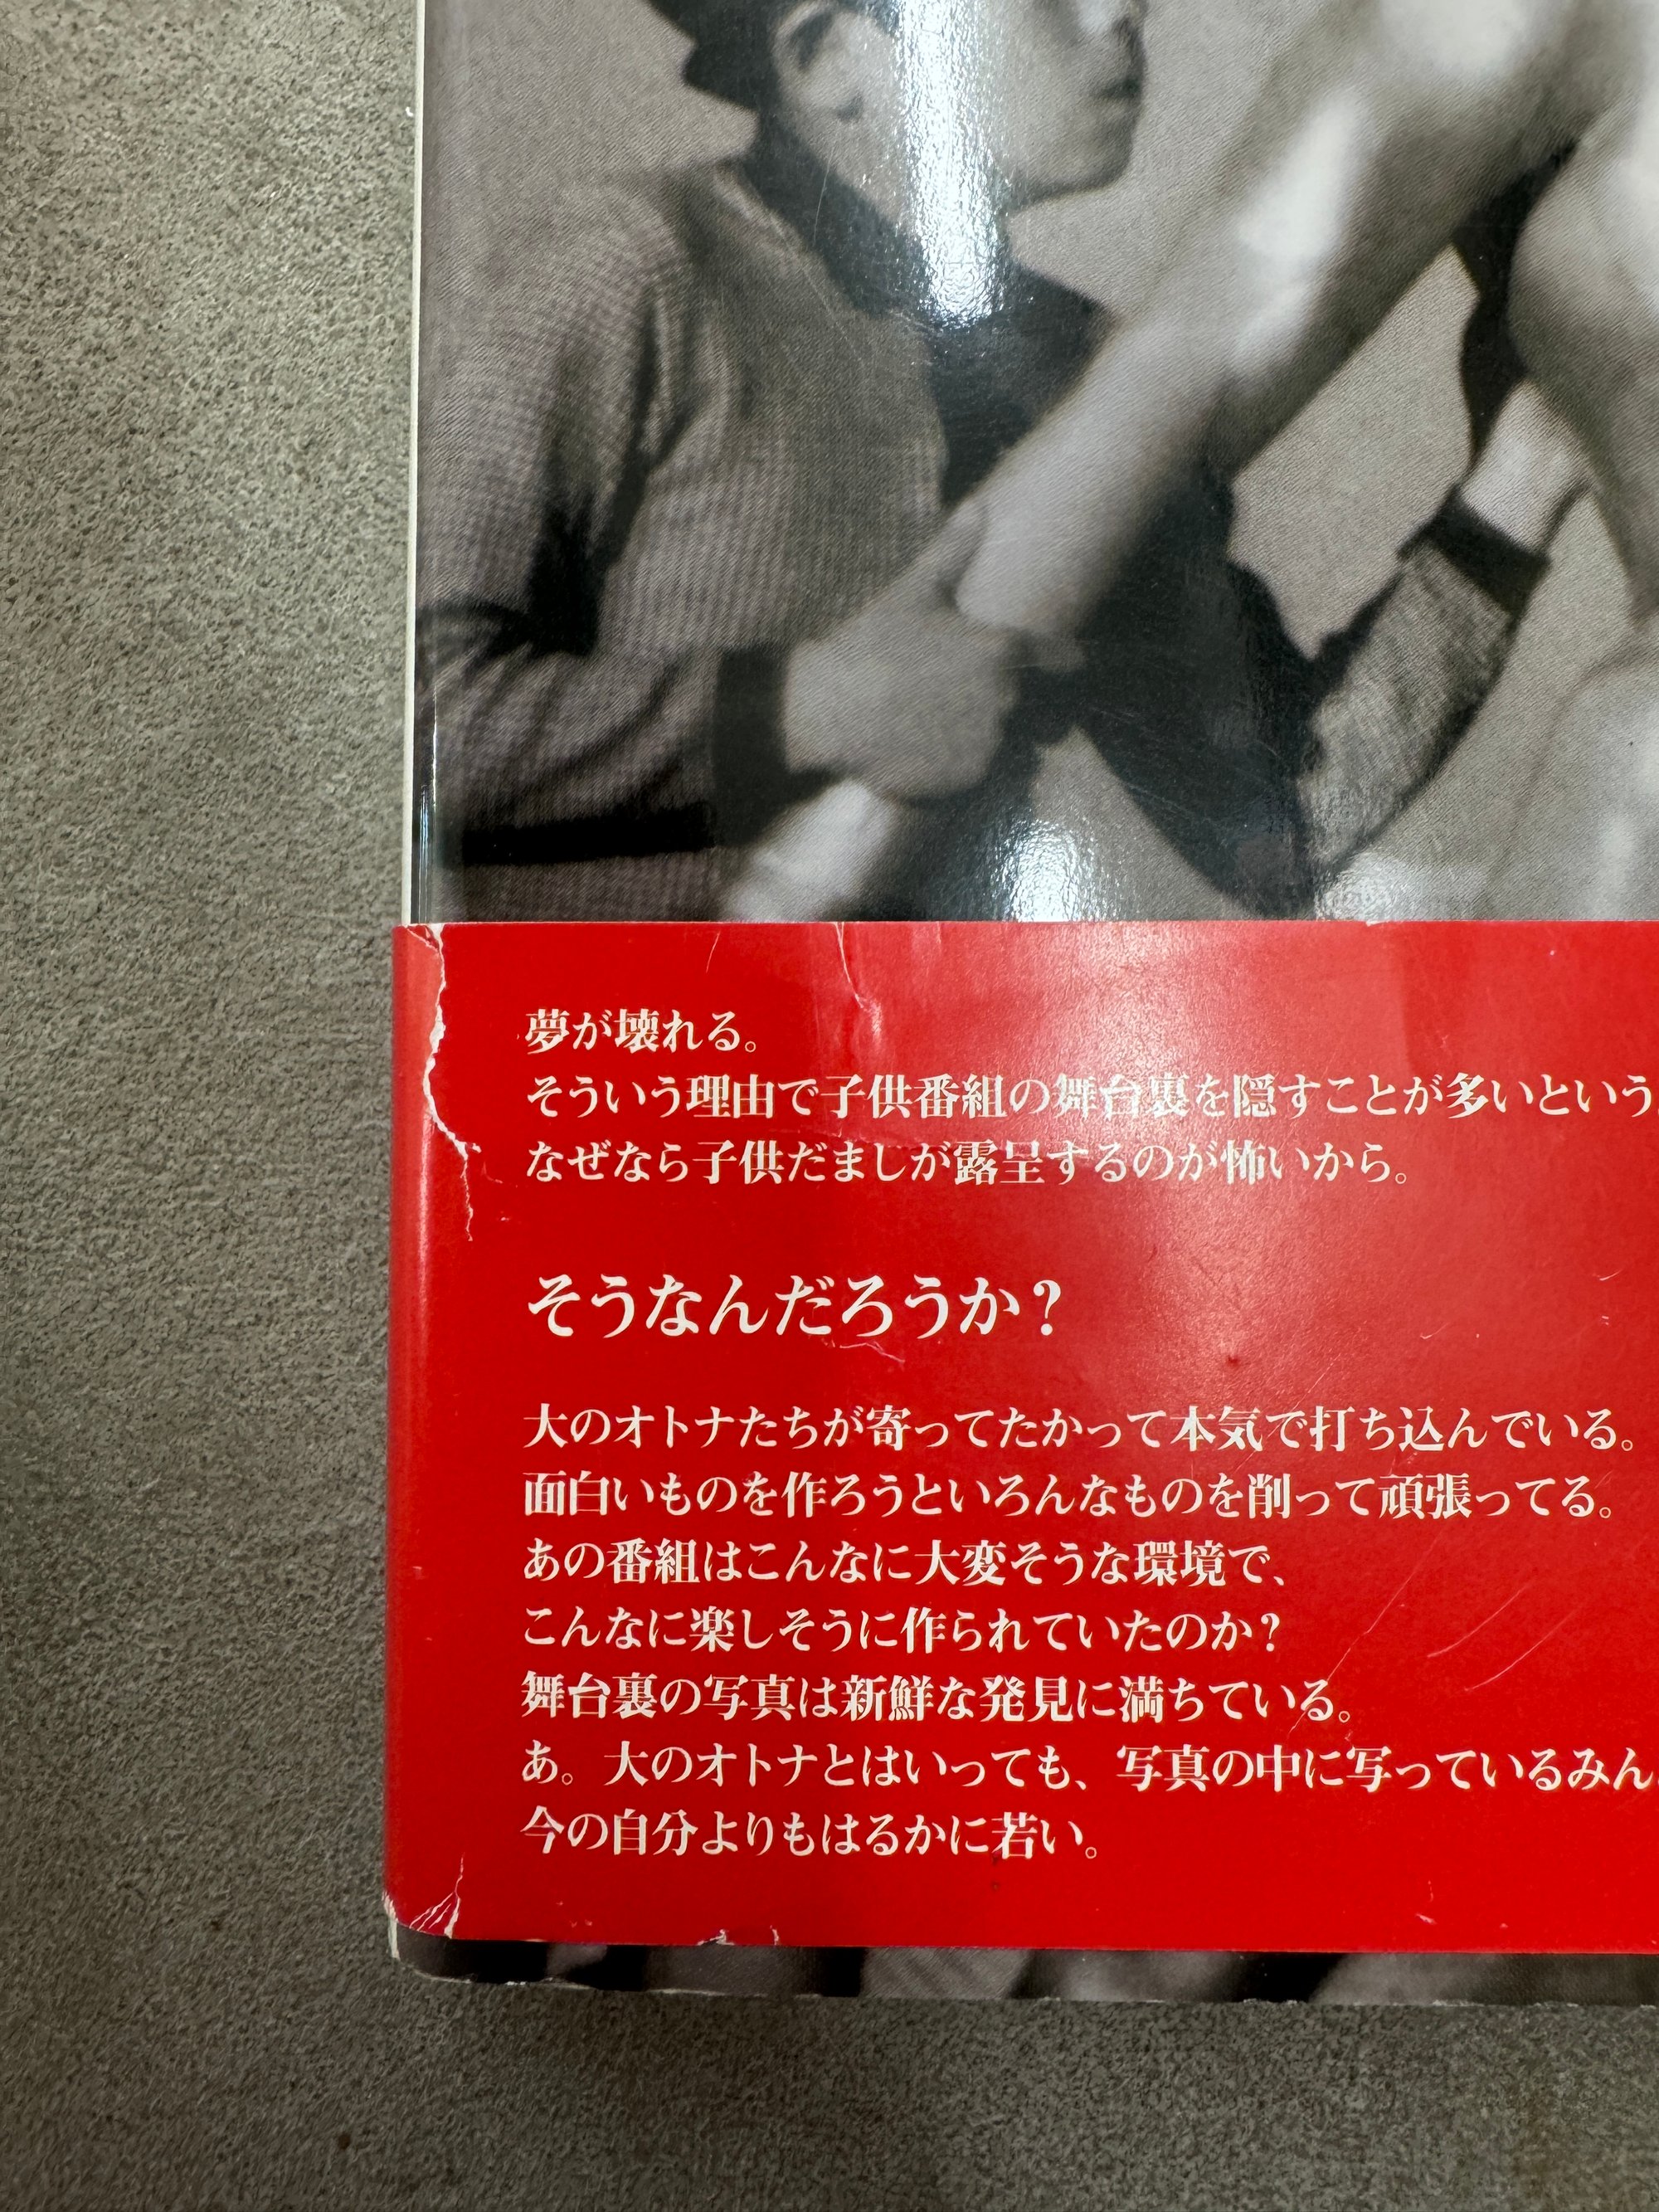 夢が壊れる。
そういう理由で子供番組の舞台裏を隠すことが多いという
なぜなら子供だましが露呈するのが怖いから。
そうなんだろうか？
大のオトナたちが寄ってたかって本気で打ち込んでいる。
面白いものを作ろうといろんなものを削って頑張ってる。
あの番組はこんなに大変そうな環境で、
こんなに楽しそうに作られていたのか？
舞台裏の写真は新鮮な発見に満ちている。
あ。大のオトナとはいっても、写真の中に写っているみん
今の自分よりもはるかに若い。